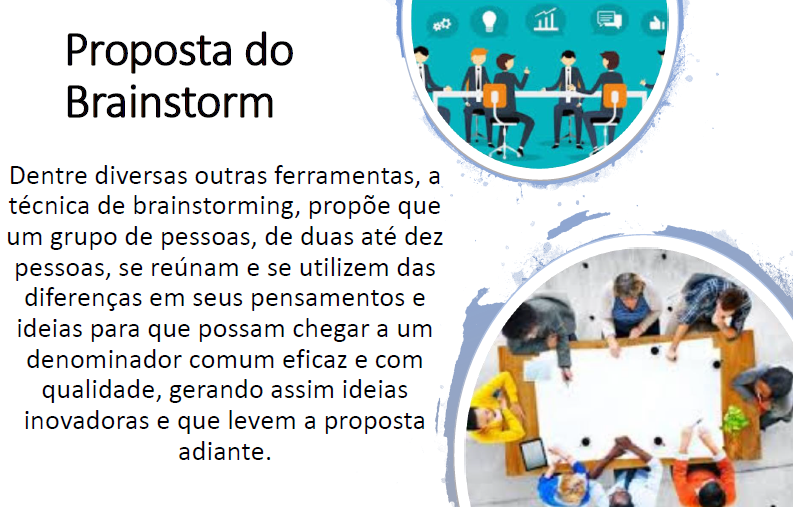 Proposta do
Brainstorm
Dentre diversas outras ferramentas, a
técnica de brainstorming, propõe que
um grupo de pessoas, de duas até dez
pessoas, se reúnam e se utilizem das
diferenças em seus pensamentos e
ideias para que possam chegar a um
denominador comum eficaz e com
qualidade, gerando assim ideias
inovadoras e que levem a proposta
adiante.